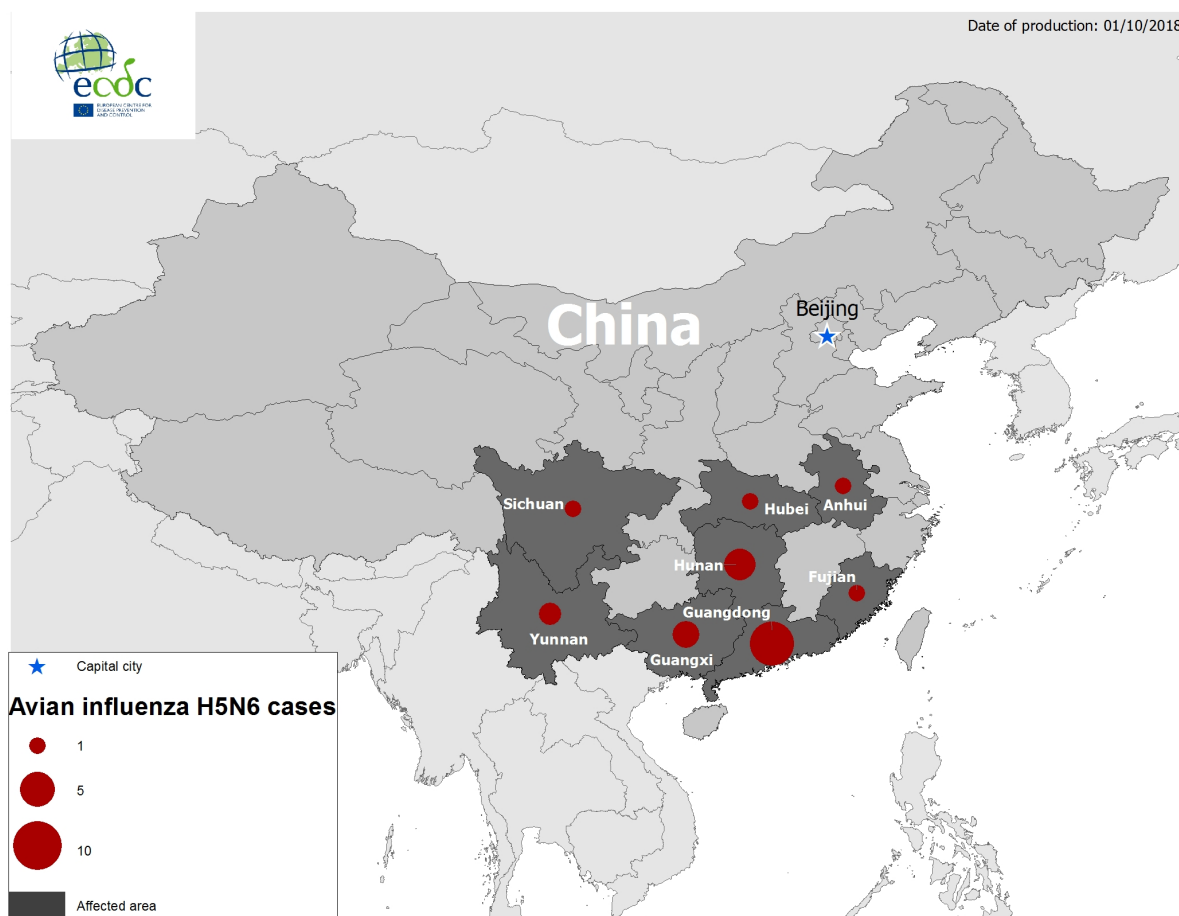 Date of production: 01/10/2018
ecdc
EUROPEAN CENTRE FOR
DISEASE PREVENTION
AND CONTROL
China
Beijing
Sichuan
Hubei
Anhui
Hunan
Fujian
Guangdong
Yunnan
Guangxi
Capital city
Avian influenza H5N6 cases
1
5
10
Affected area